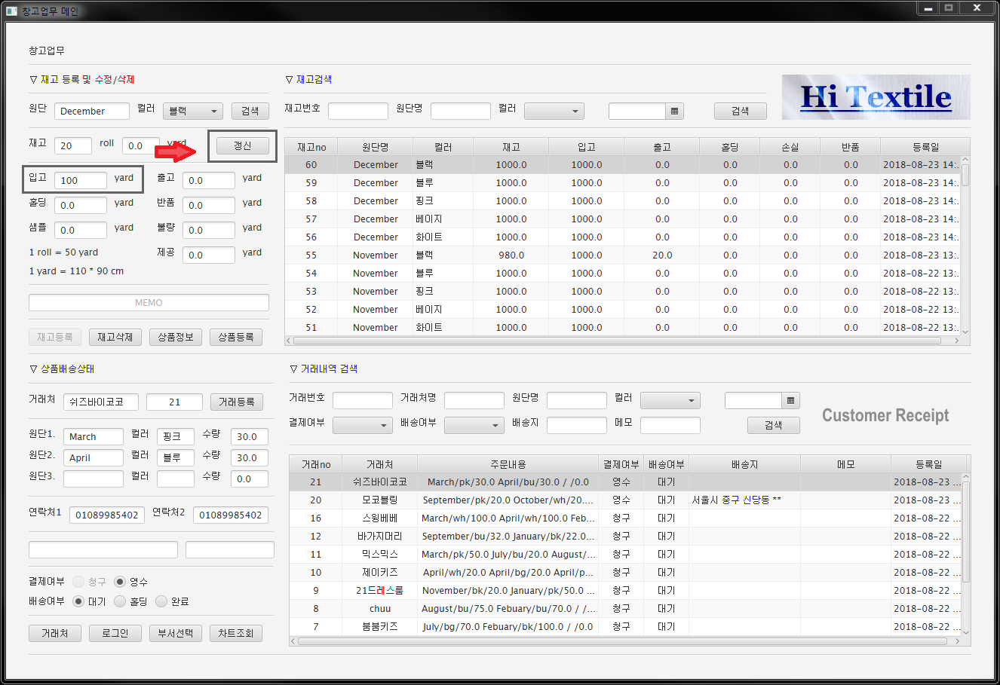 창고업무 메인
창고업무
▽ 재고 등록 및 수정/삭제
원단 December 컬러 블랙 검색
재고 20 roll 0.0 yard 갱신
입고 100 yard 출고 0.0 yard
홀딩 0.0 yard 반품 0.0 yard
샘플 0.0 yard 불량 0.0 yard
1 roll = 50 yard 제공 0.0 yard
1 yard = 110 * 90 cm
MEMO
재고등록 재고삭제 상품정보 상품등록
▽ 재고검색
Hi Textile
재고번호 원단명 컬러 검색
재고no 원단명 컬러 재고 입고 출고 홀딩 손실 반품 등록일
60 December 블랙 1000.0 1000.0 0.0 0.0 0.0 0.0 2018-08-23 14:.
59 December 블루 1000.0 1000.0 0.0 0.0 0.0 0.0 2018-08-23 14:.
58 December 핑크 1000.0 1000.0 0.0 0.0 0.0 0.0 2018-08-23 14:.
57 December 베이지 1000.0 1000.0 0.0 0.0 0.0 0.0 2018-08-23 14:.
56 December 화이트 1000.0 1000.0 0.0 0.0 0.0 0.0 2018-08-23 14:.
55 November 블랙 980.0 1000.0 20.0 0.0 0.0 0.0 2018-08-23 13:.
54 November 블루 1000.0 1000.0 0.0 0.0 0.0 0.0 2018-08-22 13:.
53 November 핑크 1000.0 1000.0 0.0 0.0 0.0 0.0 2018-08-22 13:.
52 November 베이지 1000.0 1000.0 0.0 0.0 0.0 0.0 2018-08-22 13:.
51 November 화이트 1000.0 1000.0 0.0 0.0 0.0 0.0 2018-08-22 13:.
▽ 상품배송상태
거래처 쉬즈바이코코 21 거래등록
원단1. March 컬러 핑크 수량 30.0
원단2. April 컬러 블루 수량 30.0
원단3. 컬러 수량 0.0
연락처1 01089985402 연락처2 01089985402
결제여부 청구 영수
배송여부 대기 홀딩 완료
거래처 로그인 부서선택 차트조회
▽ 거래내역 검색
거래번호 거래처명 원단명 컬러
결제여부 배송여부 배송지 메모 검색
Customer Receipt
거래no 거래처 주문내용 결제여부 배송여부 배송지 메모 등록일
21 쉬즈바이코코 March/pk/30.0 April/bu/30.0 / /0.0 영수 대기 2018-08-23 ...
20 모코블링 September/pk/20.0 October/wh/20.... 영수 대기 서울시 중구 신당동 ** 2018-08-23 ...
16 스윙베베 March/wh/100.0 April/wh/100.0 Feb... 청구 대기 2018-08-22 ...
12 바가지머리 September/bu/32.0 January/bk/22.0... 청구 대기 2018-08-22 ...
11 믹스믹스 March/pk/50.0 July/bu/20.0 August/... 청구 대기 2018-08-22 ...
10 제이키즈 April/wh/20.0 April/bg/20.0 April/p... 청구 대기 2018-08-22 ...
9 21드레스룸 November/bk/20.0 January/pk/50.0 ... 청구 대기 2018-08-22 ...
8 chuu August/bu/75.0 Febuary/bu/70.0 / /... 청구 대기 2018-08-22 ...
7 붐붐키즈 July/bg/70.0 Febuary/bk/100.0 / /0.0 청구 대기 2018-08-22 ...